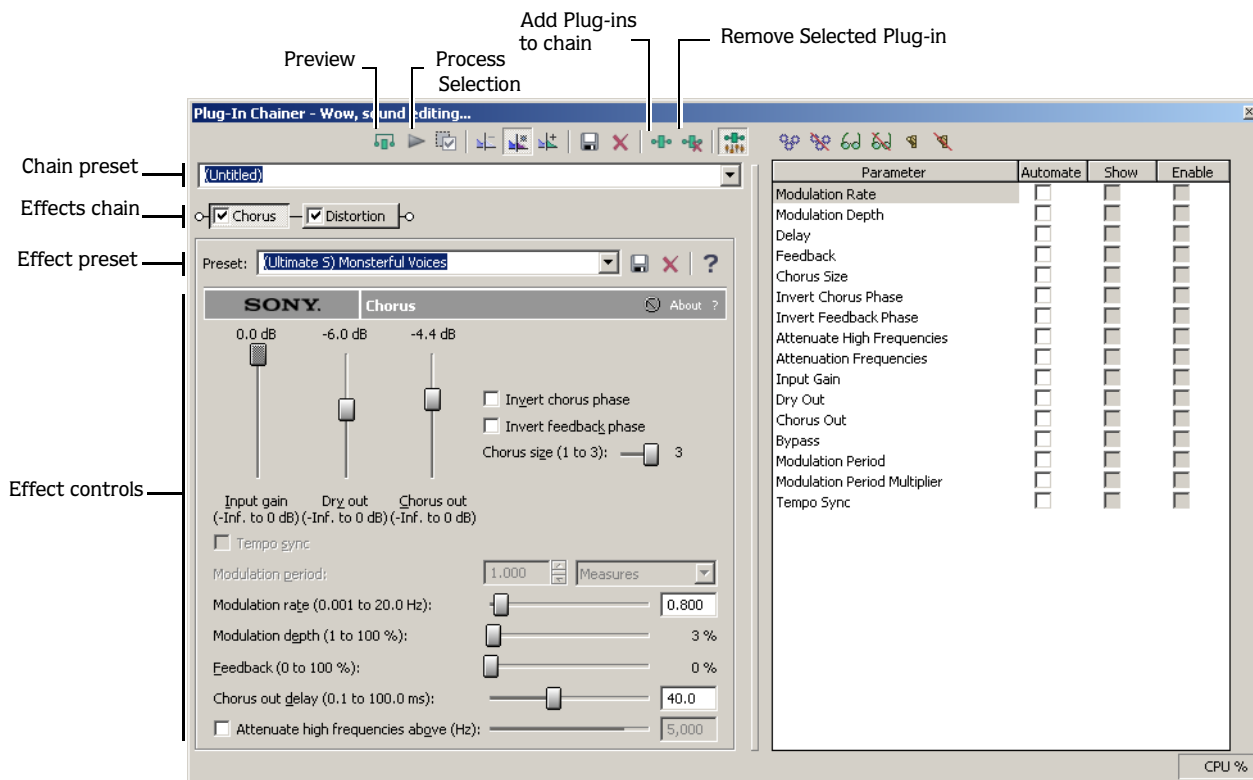 Add Plug-ins
to chain
Remove Selected Plug-in
Preview
Process
Selection
Plug-In Chainer - Wow, sound editing...
Chain preset
(Untitled)
Effects chain
Chorus
Distortion
Effect preset
Preset: (Ultimate S) Monsterful Voices ?
SONY. Chorus About ?
0.0 dB -6.0 dB -4.4 dB
Invert chorus phase
Invert feedback phase
Chorus size (1 to 3): 3
Effect controls
Input gain Dry out Chorus out
(-Inf. to 0 dB) (-Inf. to 0 dB) (-Inf. to 0 dB)
Tempo sync
Modulation period: 1.000 Measures
Modulation rate (0.001 to 20.0 Hz): 0.800
Modulation depth (1 to 100 %): 3 %
Feedback (0 to 100 %): 0 %
Chorus out delay (0.1 to 100.0 ms): 40.0
Attenuate high frequencies above (Hz): 5,000
Parameter Automate Show Enable
Modulation Rate
Modulation Depth
Delay
Feedback
Chorus Size
Invert Chorus Phase
Invert Feedback Phase
Attenuate High Frequencies
Attenuation Frequencies
Input Gain
Dry Out
Chorus Out
Bypass
Modulation Period
Modulation Period Multiplier
Tempo Sync
CPU %